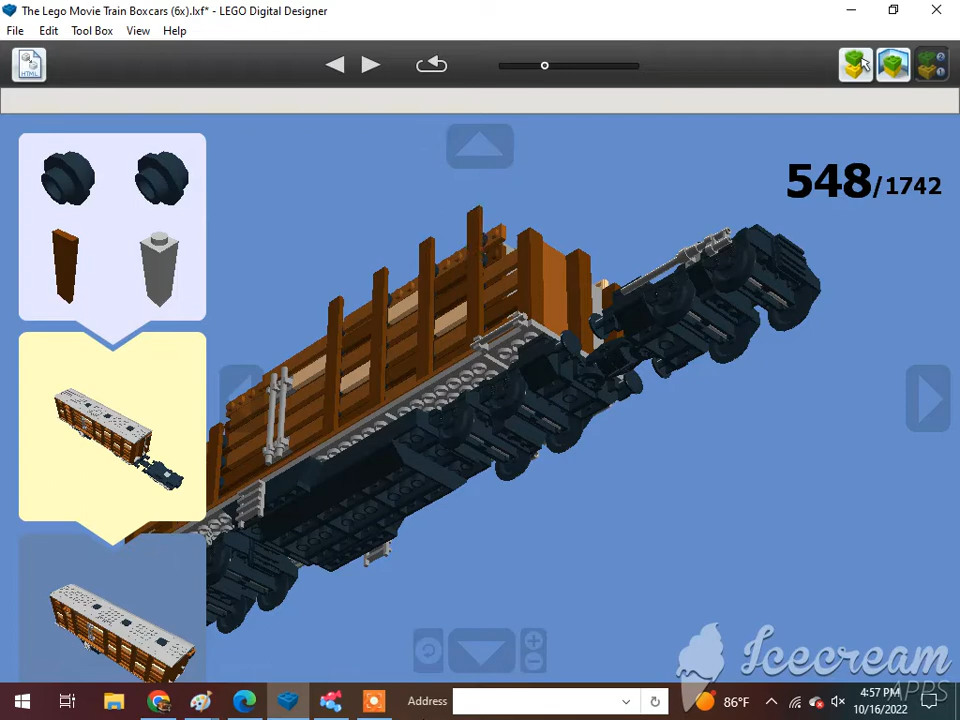 The Lego Movie Train Boxcars (6x).lxf* - LEGO Digital Designer
File Edit Tool Box View Help
HTML
548/1742
Icecream
APPS
Address
86°F
4:57 PM
10/16/2022